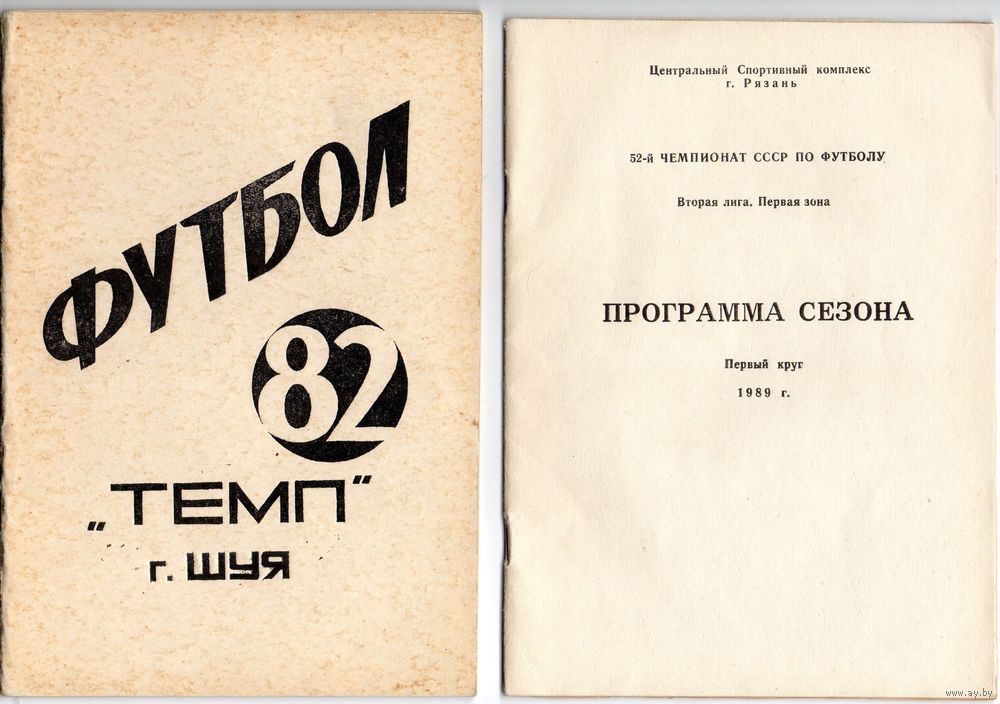 ФУТБОЛ
82
„ТЕМП“
г. ШУЯ
Центральный Спортивный комплекс
г. Рязань
52-й ЧЕМПИОНАТ СССР ПО ФУТБОЛУ
Вторая лига. Первая зона
ПРОГРАММА СЕЗОНА
Первый круг
1989 г.
www.ay.by